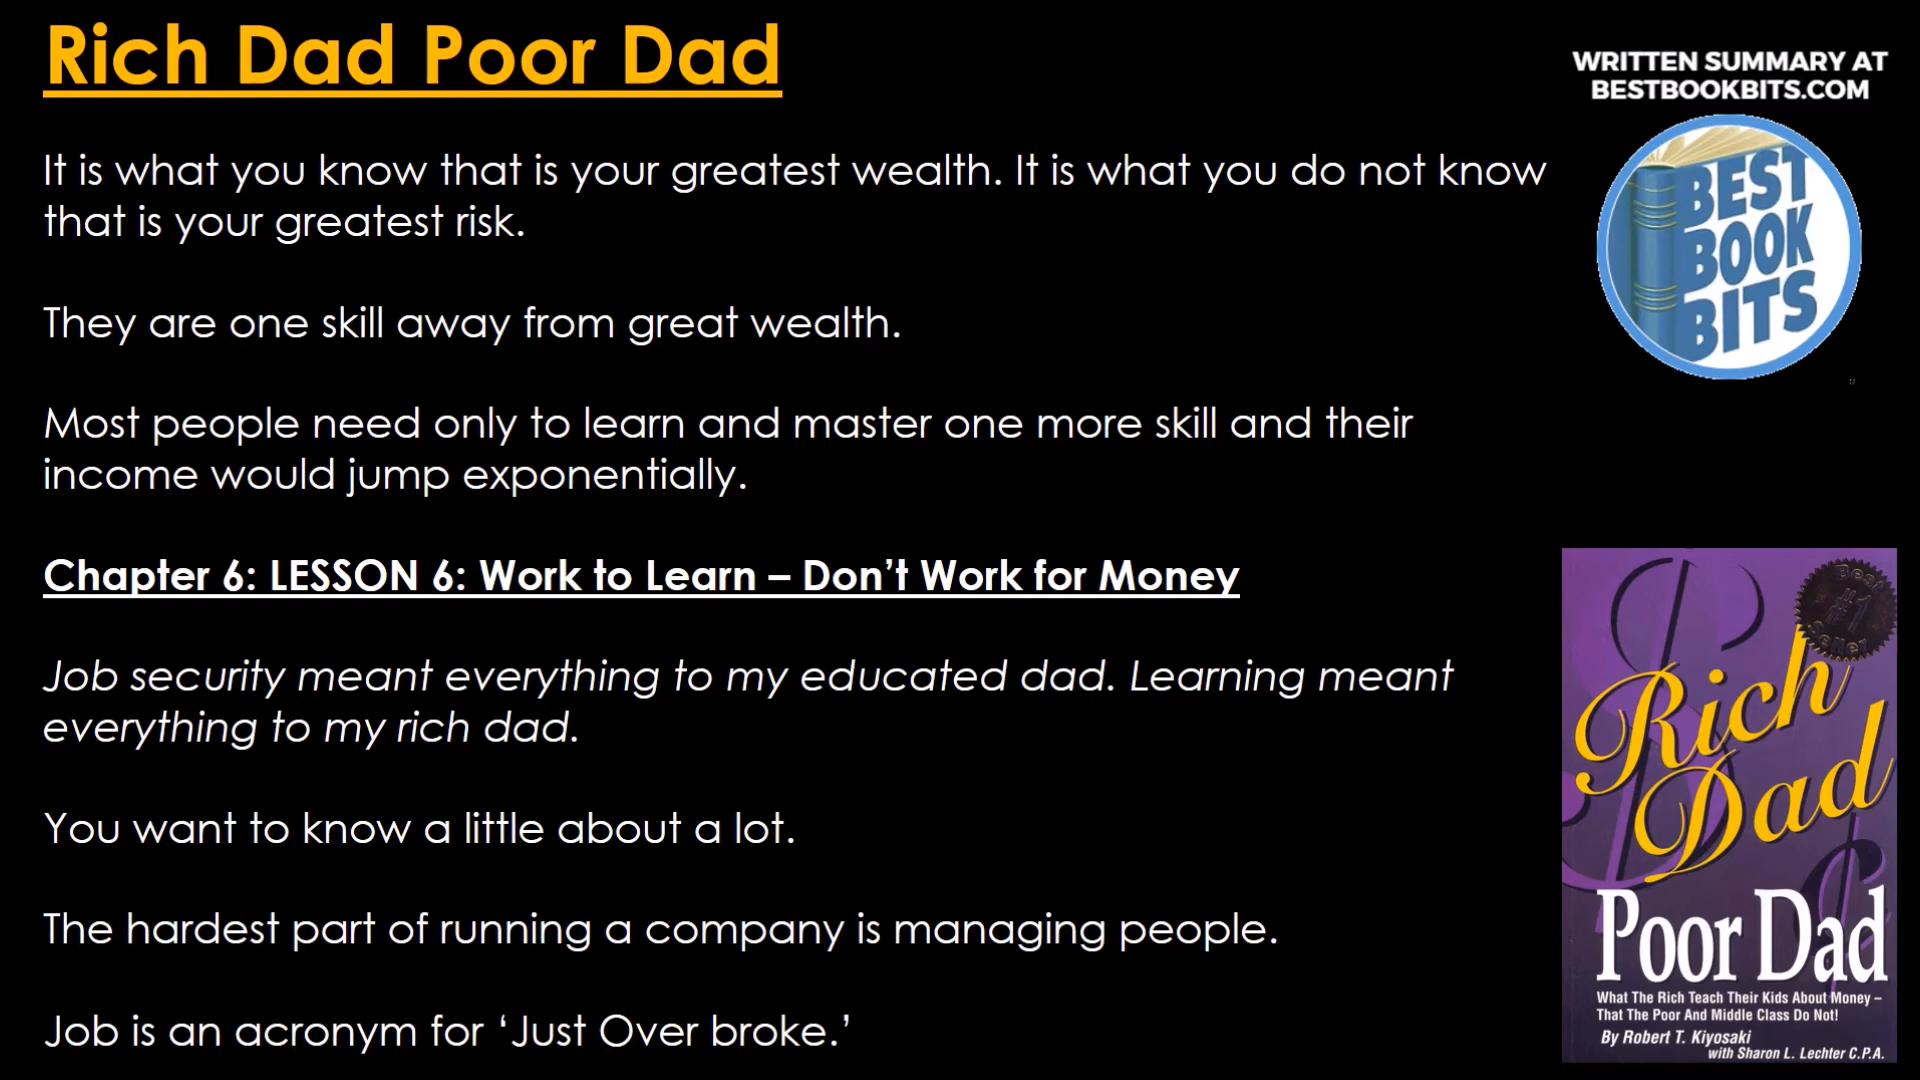 Rich Dad Poor Dad
WRITTEN SUMMARY AT
BESTBOOKBITS.COM
BEST
BOOK
BITS
It is what you know that is your greatest wealth. It is what you do not know
that is your greatest risk.
They are one skill away from great wealth.
Most people need only to learn and master one more skill and their
income would jump exponentially.
Chapter 6: LESSON 6: Work to Learn – Don’t Work for Money
Job security meant everything to my educated dad. Learning meant
everything to my rich dad.
You want to know a little about a lot.
The hardest part of running a company is managing people.
Job is an acronym for ‘Just Over broke.’
Best
#1
Seller
Rich
Dad
Poor Dad
What The Rich Teach Their Kids About Money –
That The Poor And Middle Class Do Not!
By Robert T. Kiyosaki
with Sharon L. Lechter C.P.A.